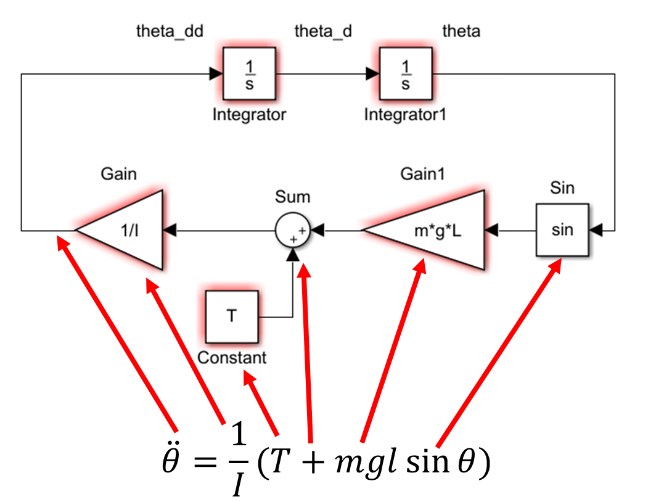 theta_dd theta_d theta
1/s 1/s
Integrator Integrator1
Gain Sum Gain1 Sin
1/I + + m*g*L sin
T
Constant
θ̈ = 1/I (T + mgl sin θ)